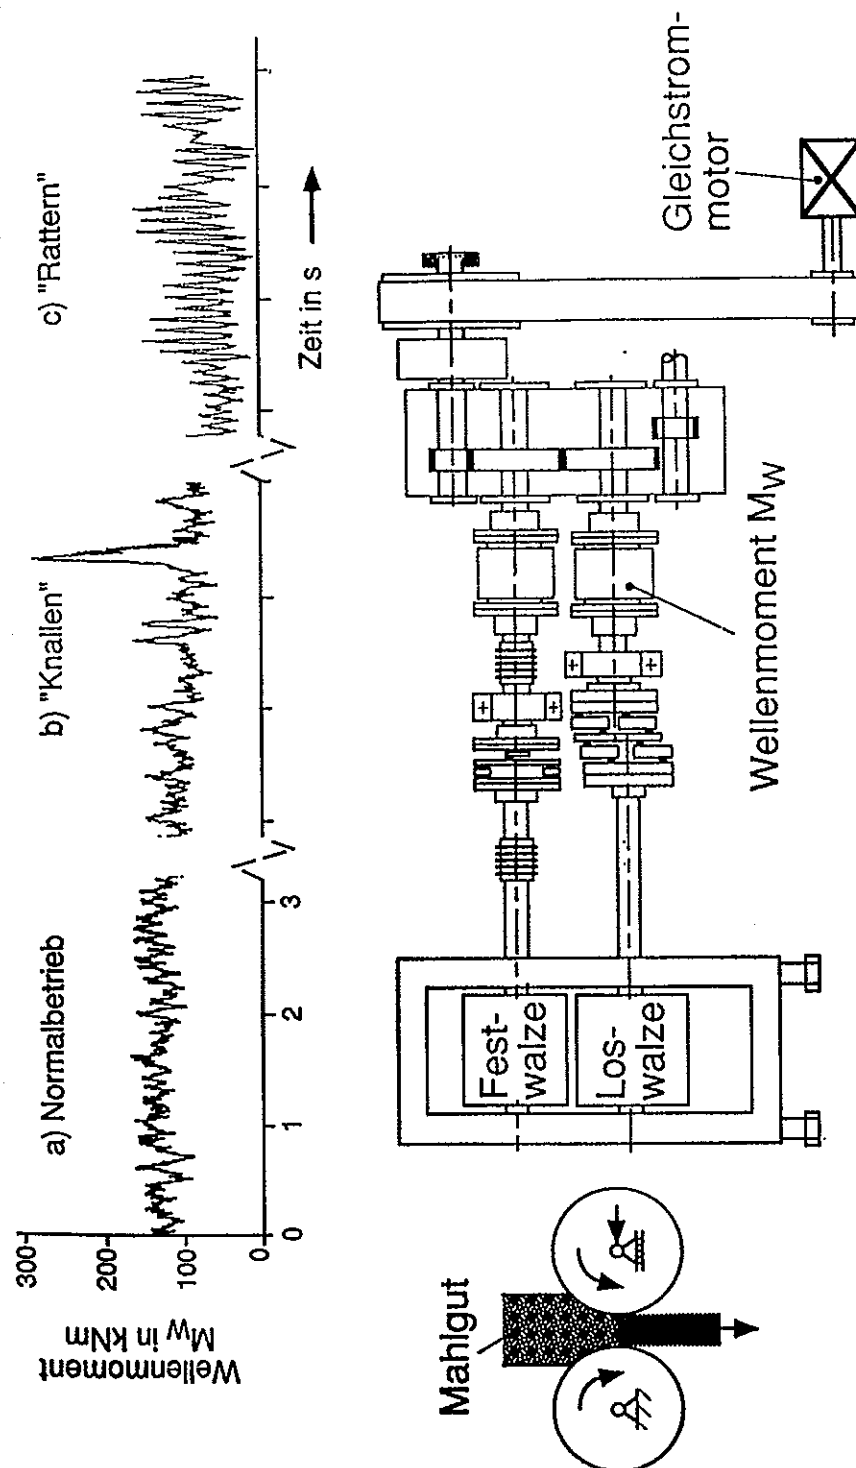 Wellenmoment
M_W in kNm
300
200
100
0
0
1
2
3
a) Normalbetrieb
b) "Knallen"
c) "Rattern"
Zeit in s
Mahlgut
Fest-
walze
Los-
walze
Wellenmoment M_W
Gleichstrom-
motor